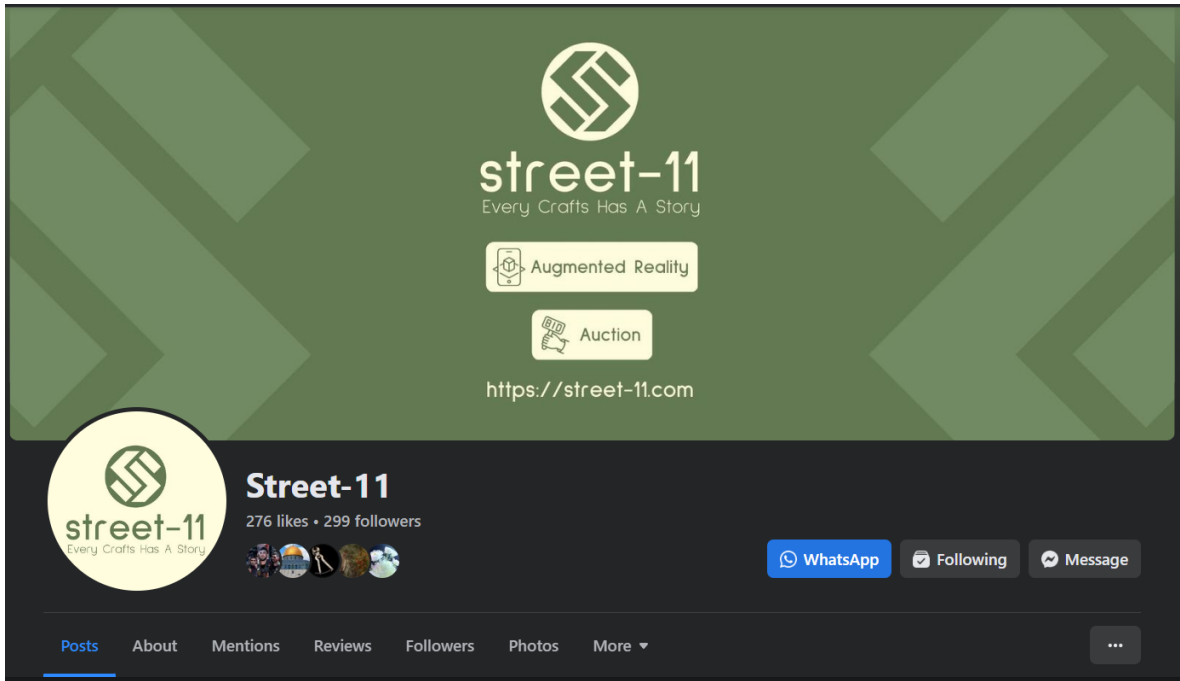 street-11
Every Crafts Has A Story
Augmented Reality
BID
Auction
https://street-11.com
street-11
Every Crafts Has A Story
Street-11
276 likes • 299 followers
WhatsApp
Following
Message
Posts
About
Mentions
Reviews
Followers
Photos
More